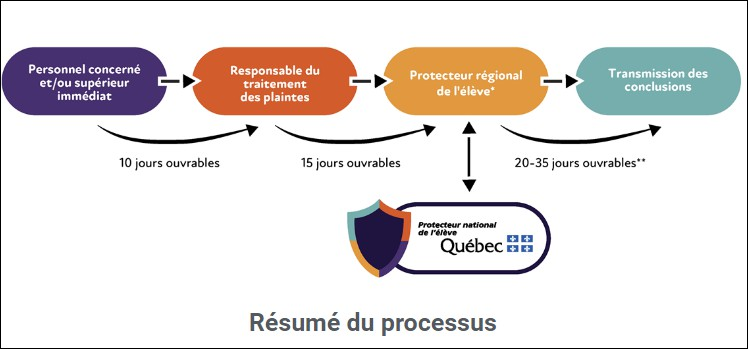 Personnel concerné
et/ou supérieur
immédiat
Responsable du
traitement
des plaintes
Protecteur régional
de l'élève*
Transmission des
conclusions
10 jours ouvrables
15 jours ouvrables
20-35 jours ouvrables**
Protecteur national
de l'élève
Québec
Résumé du processus